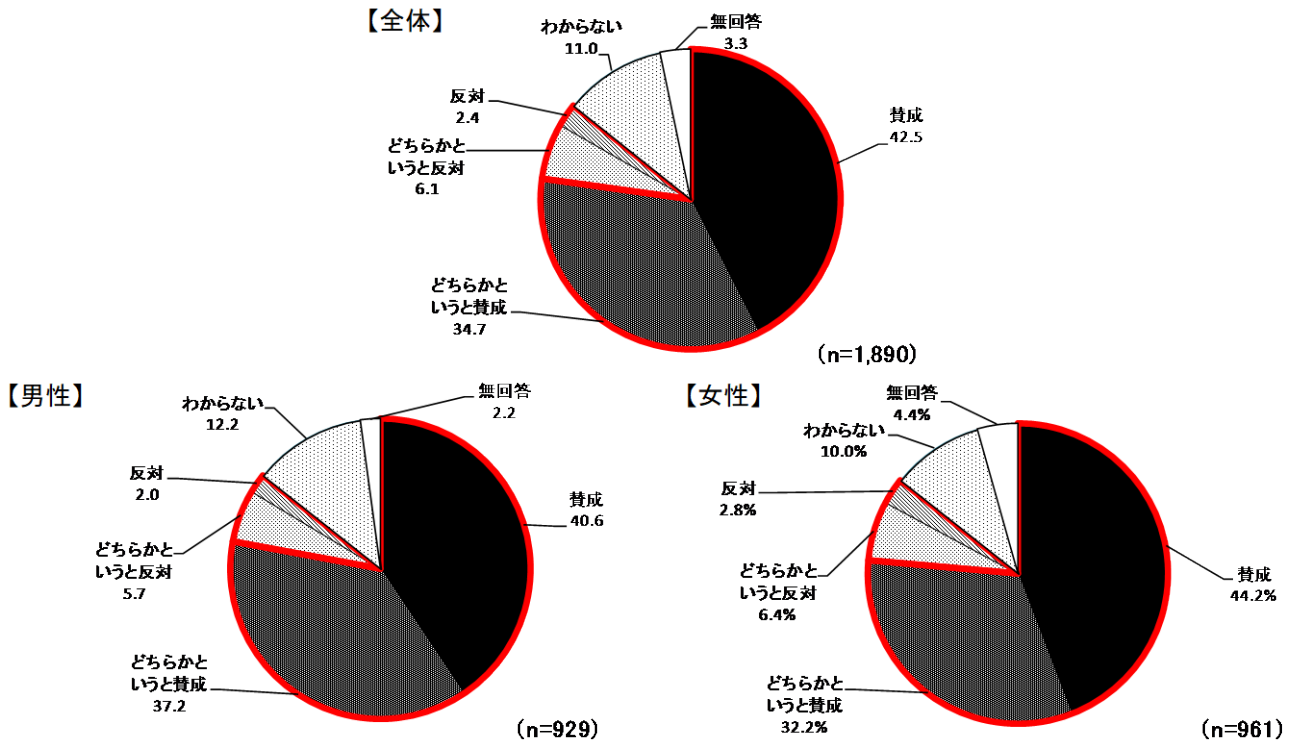 【全体】
わからない
11.0
無回答
3.3
反対
2.4
どちらかと
いうと反対
6.1
賛成
42.5
どちらかと
いうと賛成
34.7
(n=1,890)
【男性】
わからない
12.2
無回答
2.2
反対
2.0
どちらかと
いうと反対
5.7
賛成
40.6
どちらかと
いうと賛成
37.2
(n=929)
【女性】
無回答
4.4%
わからない
10.0%
反対
2.8%
どちらかと
いうと反対
6.4%
賛成
44.2%
どちらかと
いうと賛成
32.2%
(n=961)